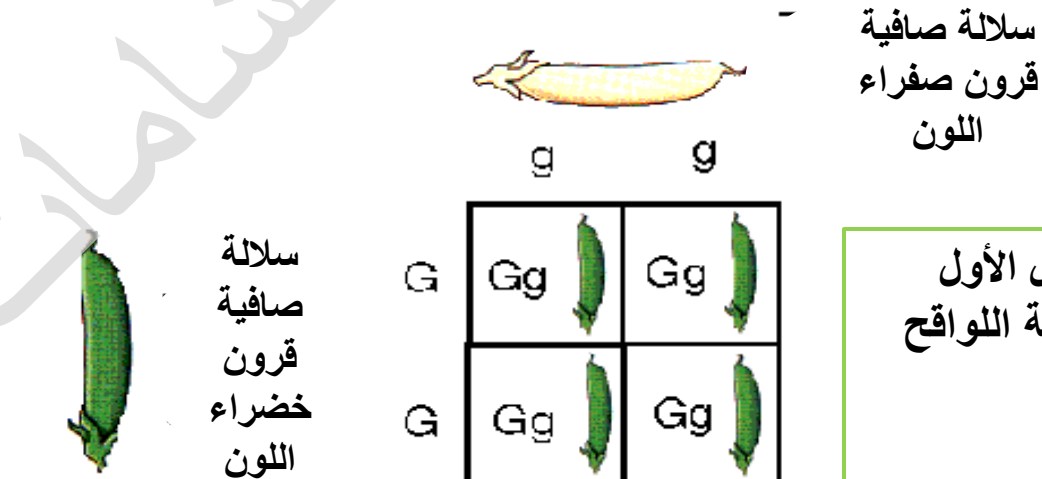 سلالة صافية
قرون صفراء
اللون
g g
سلالة
صافية
قرون
خضراء
اللون
G Gg Gg
G Gg Gg
الأول
اللواقح